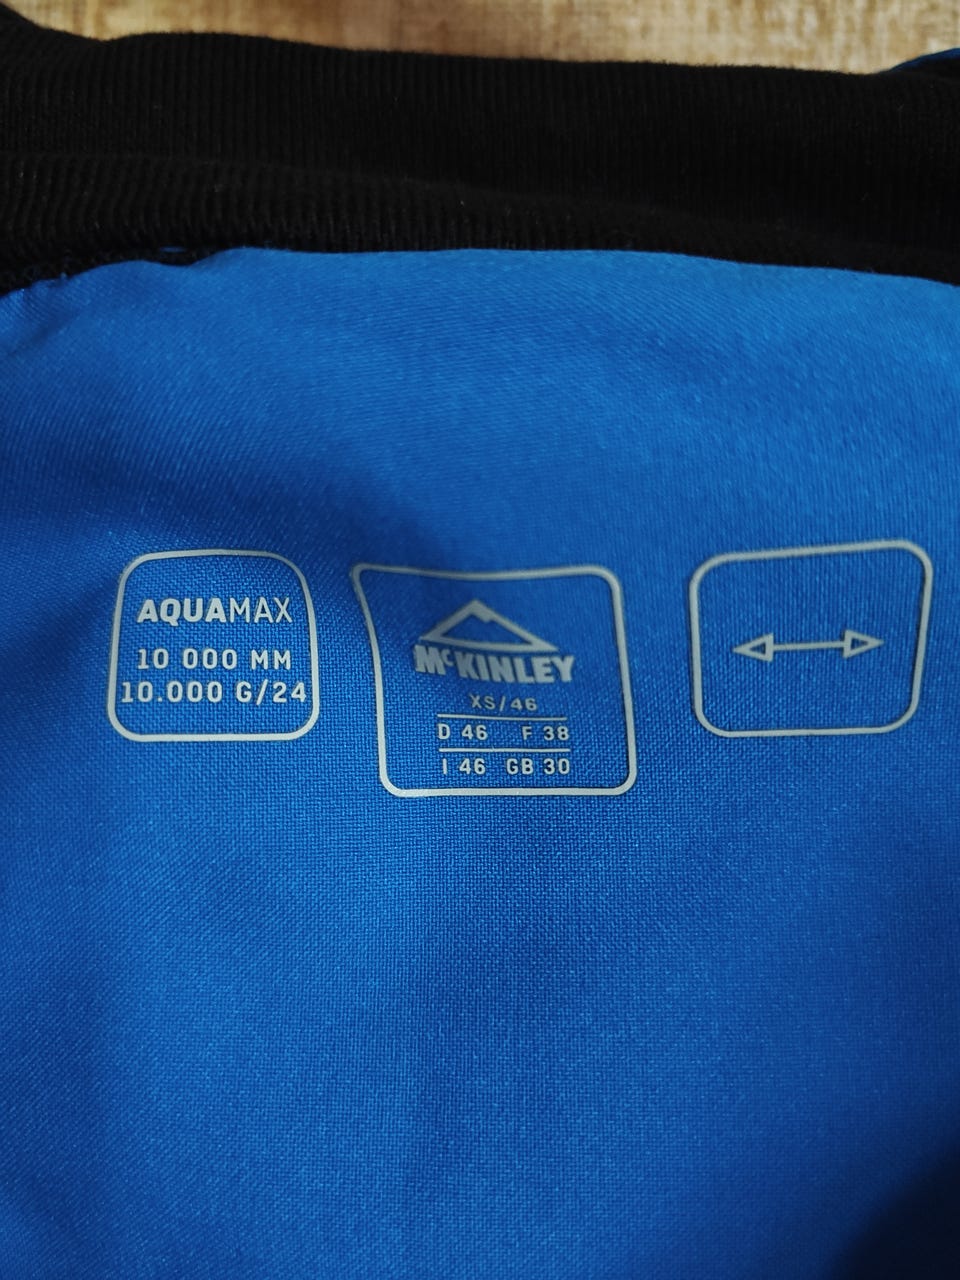 AQUAMAX
10 000 MM
10.000 G/24
McKINLEY
XS/46
D 46 F 38
I 46 GB 30